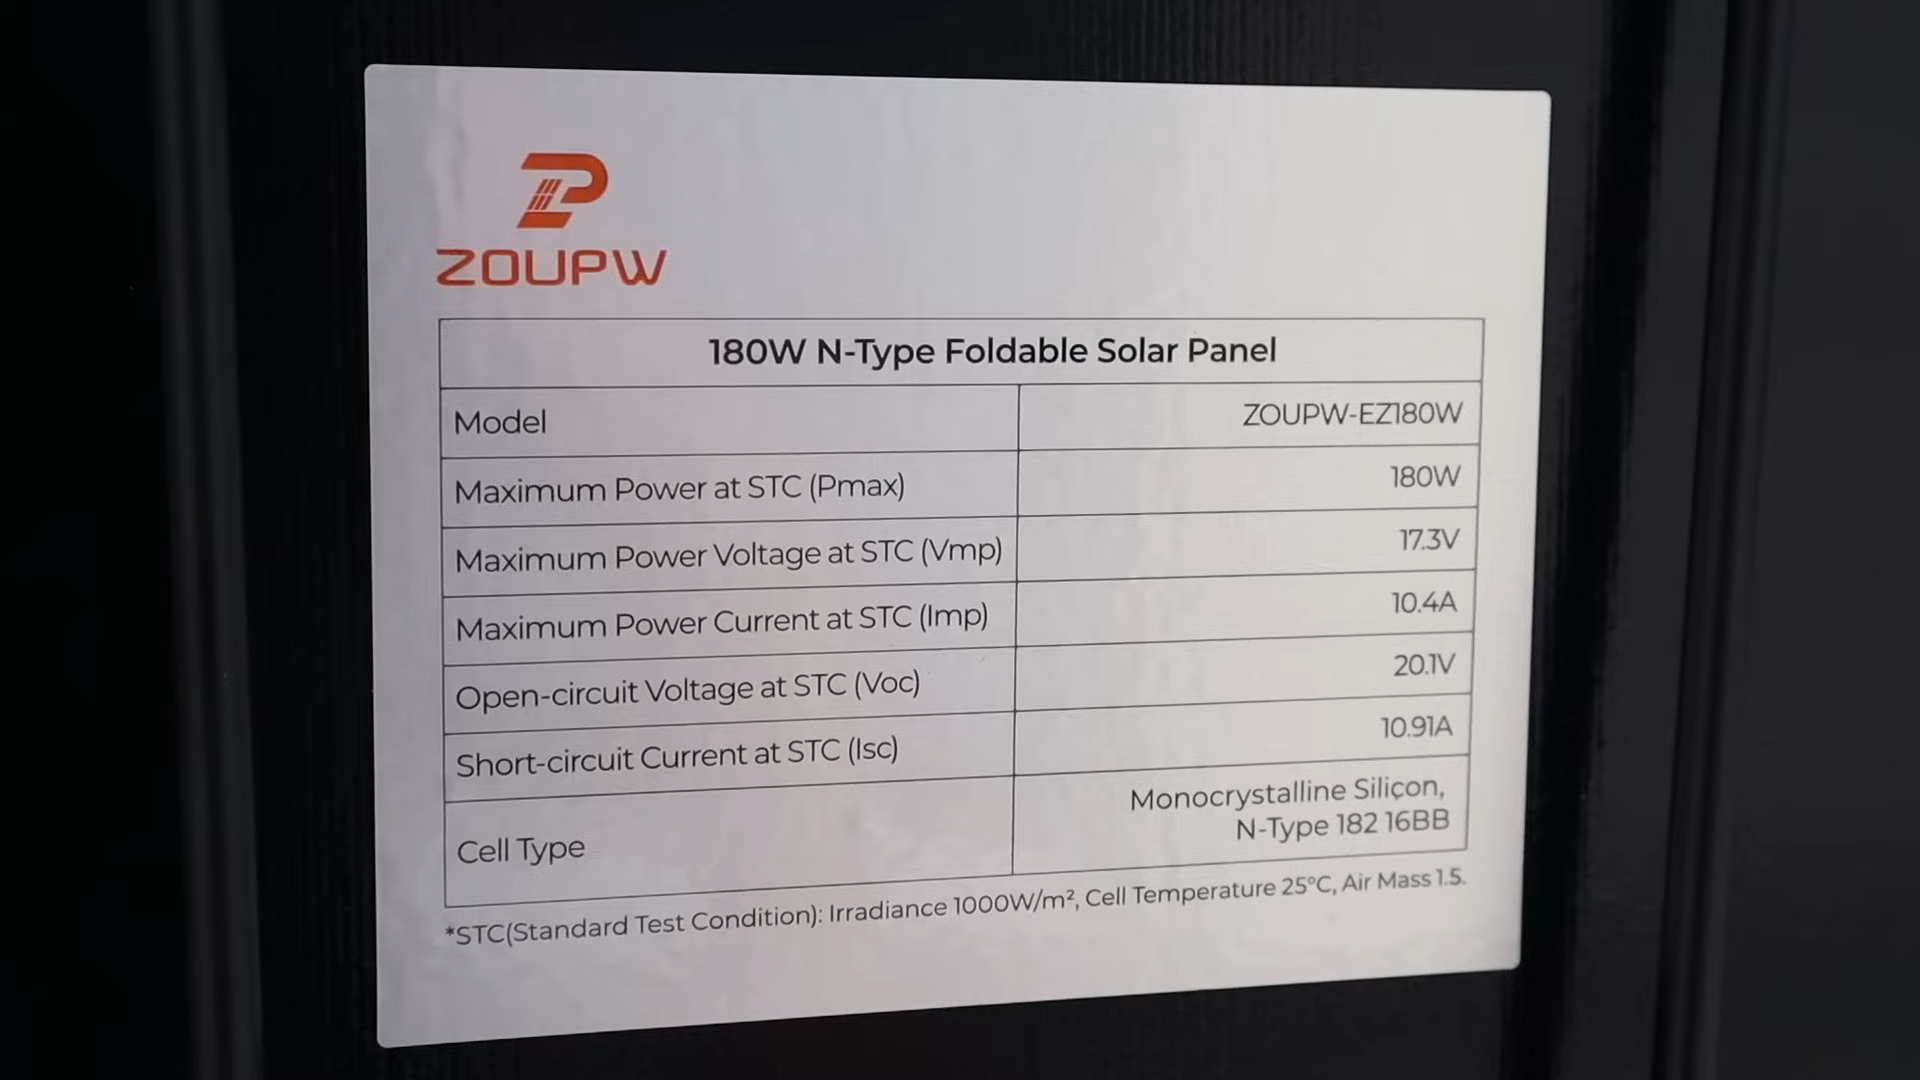 ZOUPW
180W N-Type Foldable Solar Panel
Model ZOUPW-EZ180W
Maximum Power at STC (Pmax) 180W
Maximum Power Voltage at STC (Vmp) 17.3V
Maximum Power Current at STC (Imp) 10.4A
Open-circuit Voltage at STC (Voc) 20.1V
Short-circuit Current at STC (Isc) 10.91A
Cell Type Monocrystalline Silicon,
N-Type 182 16BB
*STC(Standard Test Condition): Irradiance 1000W/m², Cell Temperature 25°C, Air Mass 1.5.